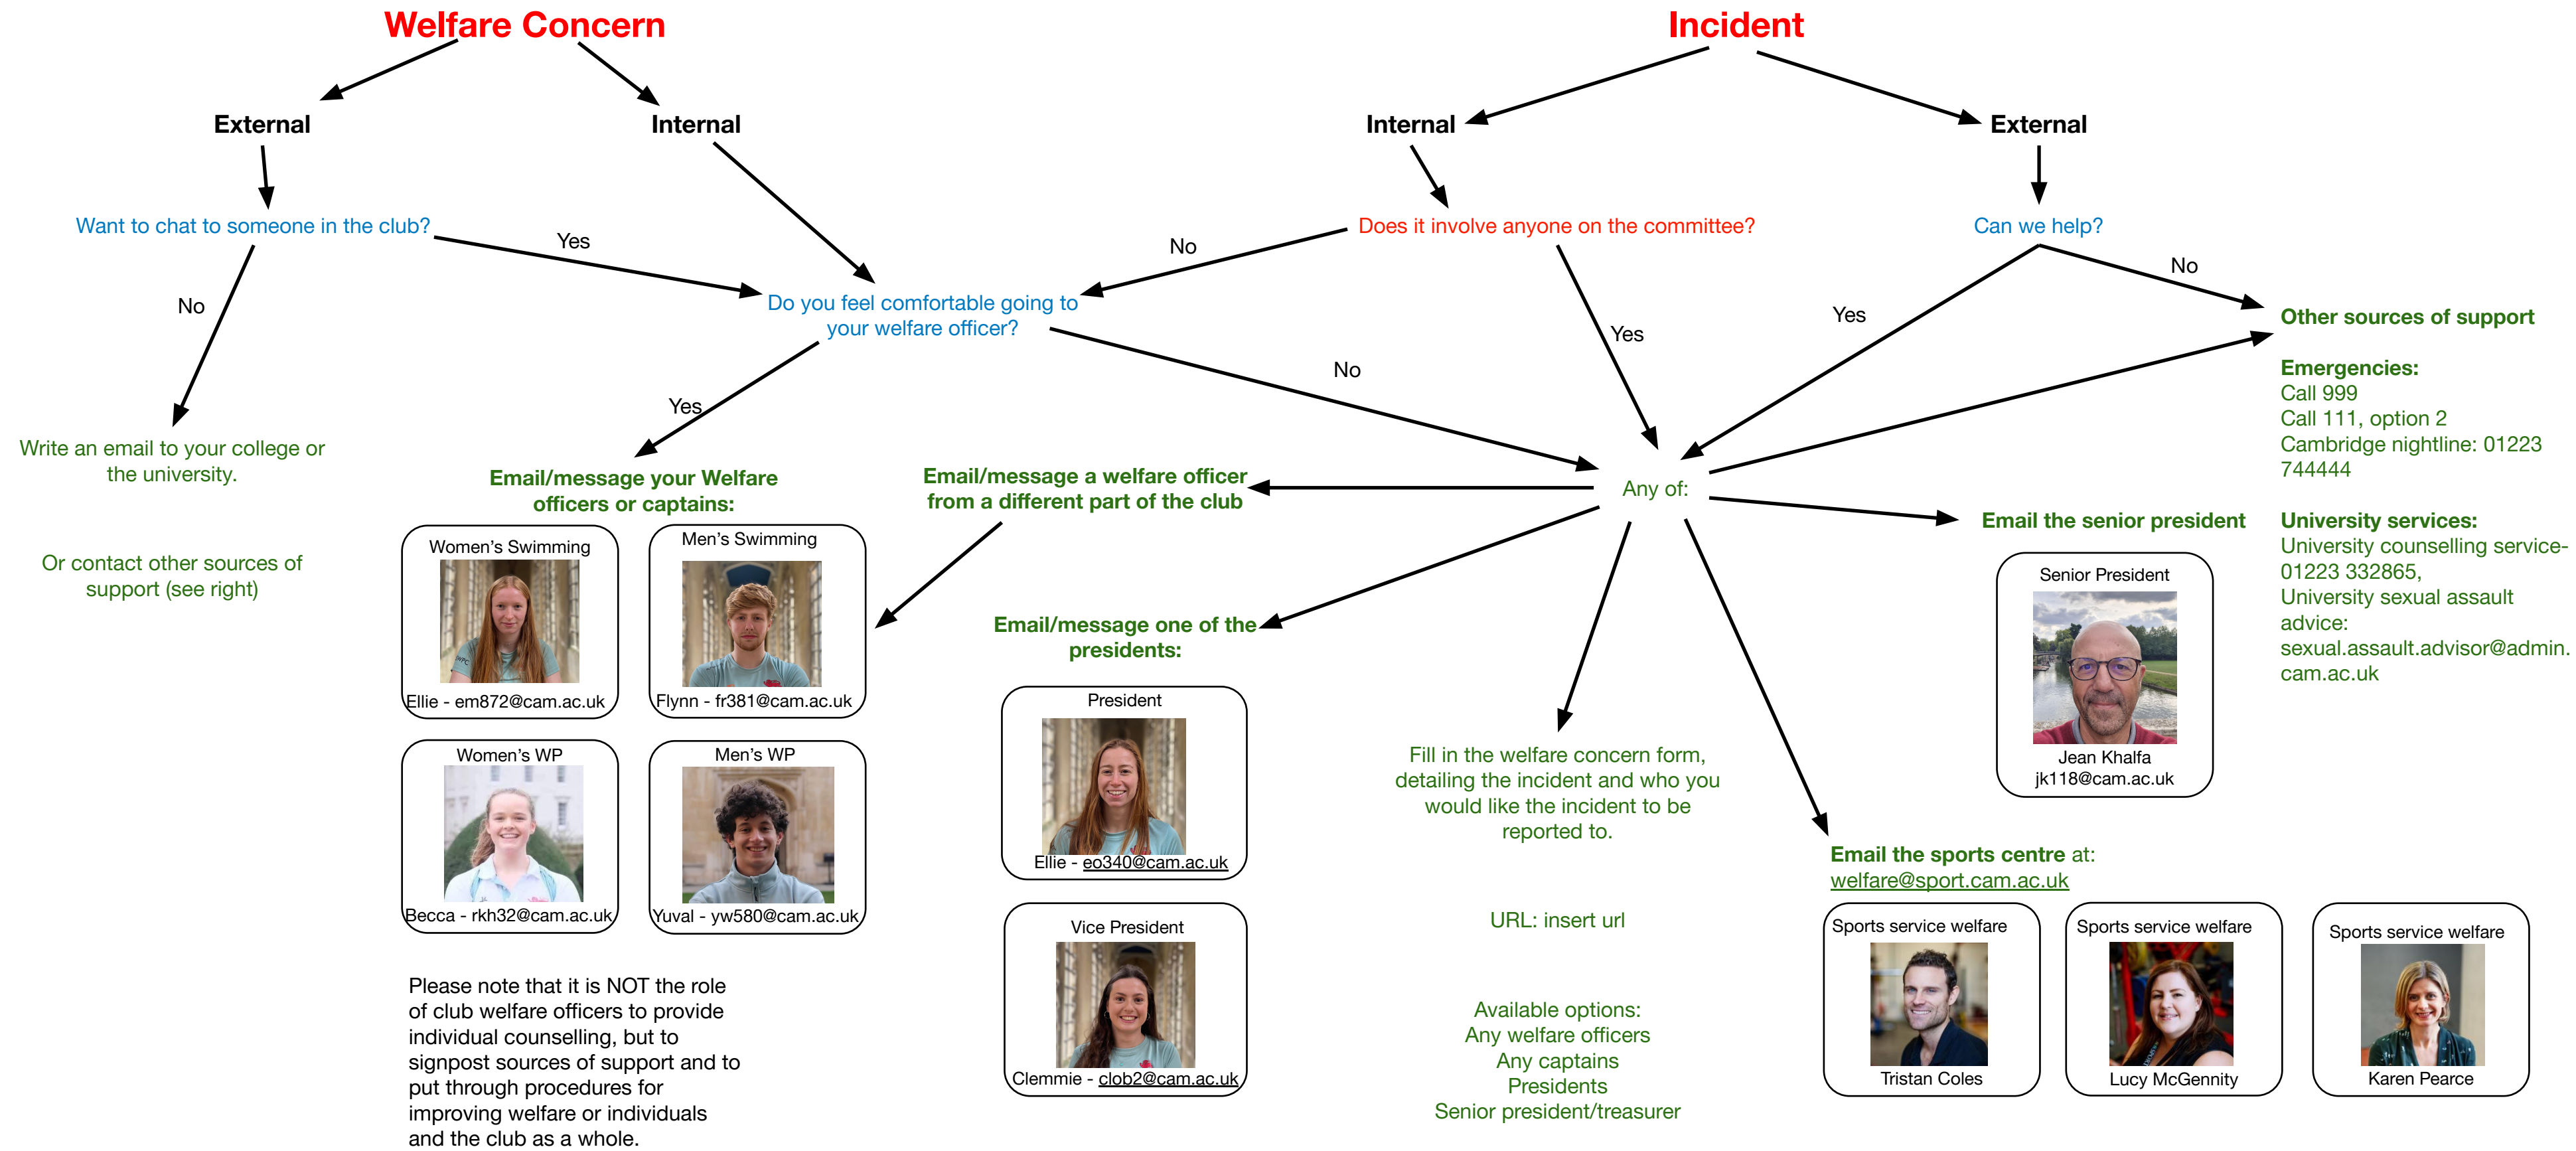 Welfare Concern
Incident
External
Internal
Internal
External
Want to chat to someone in the club?
Yes
No
Do you feel comfortable going to
your welfare officer?
No
Does it involve anyone on the committee?
Yes
Can we help?
No
Yes
Yes
No
Write an email to your college or
the university.
Or contact other sources of
support (see right)
Email/message your Welfare
officers or captains:
Women's Swimming
WPC
Ellie - em872@cam.ac.uk
Men's Swimming
Flynn - fr381@cam.ac.uk
Women's WP
Becca - rkh32@cam.ac.uk
Men's WP
Yuval - yw580@cam.ac.uk
Please note that it is NOT the role
of club welfare officers to provide
individual counselling, but to
signpost sources of support and to
put through procedures for
improving welfare or individuals
and the club as a whole.
Email/message a welfare officer
from a different part of the club
Any of:
Email/message one of the
presidents:
President
Ellie - eo340@cam.ac.uk
Vice President
Clemmie - clob2@cam.ac.uk
Fill in the welfare concern form,
detailing the incident and who you
would like the incident to be
reported to.
URL: insert url
Available options:
Any welfare officers
Any captains
Presidents
Senior president/treasurer
Email the senior president
Senior President
Jean Khalfa
jk118@cam.ac.uk
Email the sports centre at:
welfare@sport.cam.ac.uk
Sports service welfare
Tristan Coles
Sports service welfare
Lucy McGennity
Sports service welfare
Karen Pearce
Other sources of support
Emergencies:
Call 999
Call 111, option 2
Cambridge nightline: 01223
744444
University services:
University counselling service-
01223 332865,
University sexual assault
advice:
sexual.assault.advisor@admin.
cam.ac.uk